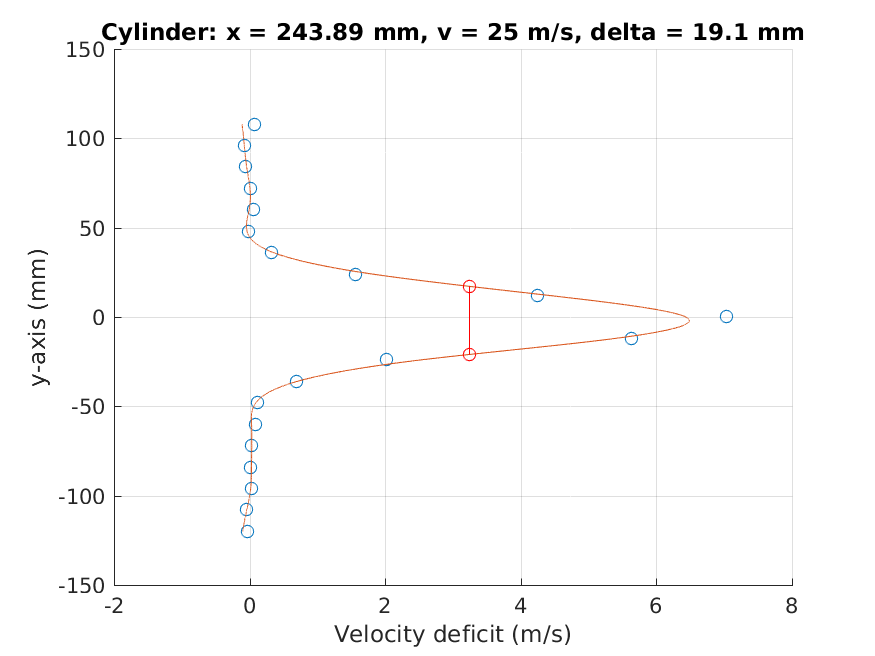 Cylinder: x = 243.89 mm, v = 25 m/s, delta = 19.1 mm
150
100
50
0
-50
-100
-150
y-axis (mm)
-2 0 2 4 6 8
Velocity deficit (m/s)